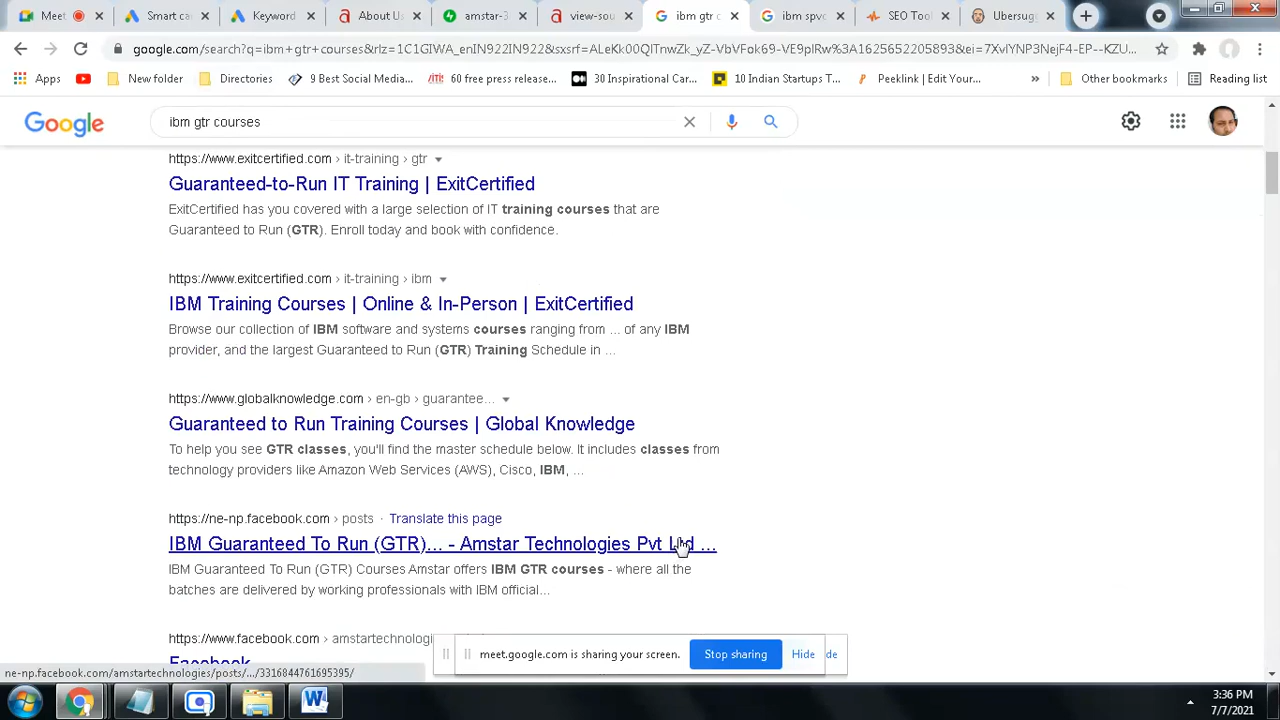 Meet
Smart ca
Keyword
About U
amstar-
view-sou
ibm gtr c
ibm spvc
SEO To
Ubersugg
google.com/search?q=ibm+gtr+courses&rlz=1C1GIWA_enIN922IN922&sxsrf=
Apps
New folder
Directories
9 Best Social Media...
60 free press release...
30 Inspirational Car...
10 Indian Startups T...
Peeklink | Edit Your...
»
Other bookmarks
Reading list
Google
ibm gtr courses
https://www.exitcertified.com › it-training › gtr
Guaranteed-to-Run IT Training | ExitCertified
ExitCertified has you covered with a large selection of IT training courses that are
Guaranteed to Run (GTR). Enroll today and book with confidence.
https://www.exitcertified.com › it-training › ibm
IBM Training Courses | Online & In-Person | ExitCertified
Browse our collection of IBM software and systems courses ranging from ... of any IBM
provider, and the largest Guaranteed to Run (GTR) Training Schedule in ...
https://www.globalknowledge.com › en-gb › guarantee...
Guaranteed to Run Training Courses | Global Knowledge
To help you see GTR classes, you'll find the master schedule below. It includes classes from
technology providers like Amazon Web Services (AWS), Cisco, IBM, ...
https://ne-np.facebook.com › posts · Translate this page
IBM Guaranteed To Run (GTR)... - Amstar Technologies Pvt Ltd ...
IBM Guaranteed To Run (GTR) Courses Amstar offers IBM GTR courses - where all the
batches are delivered by working professionals with IBM official...
https://www.facebook.com › amstartechnologi
Facebook
meet.google.com is sharing your screen.
Stop sharing
Hide
de
ne-np.facebook.com/amstartechnologies/posts/.../3316844761695395/
3:36 PM
7/7/2021